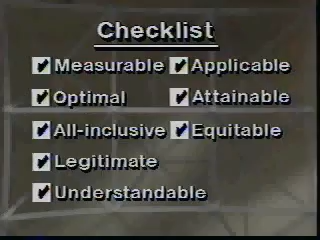 Checklist
Measurable
Applicable
Optimal
Attainable
All-inclusive
Equitable
Legitimate
Understandable